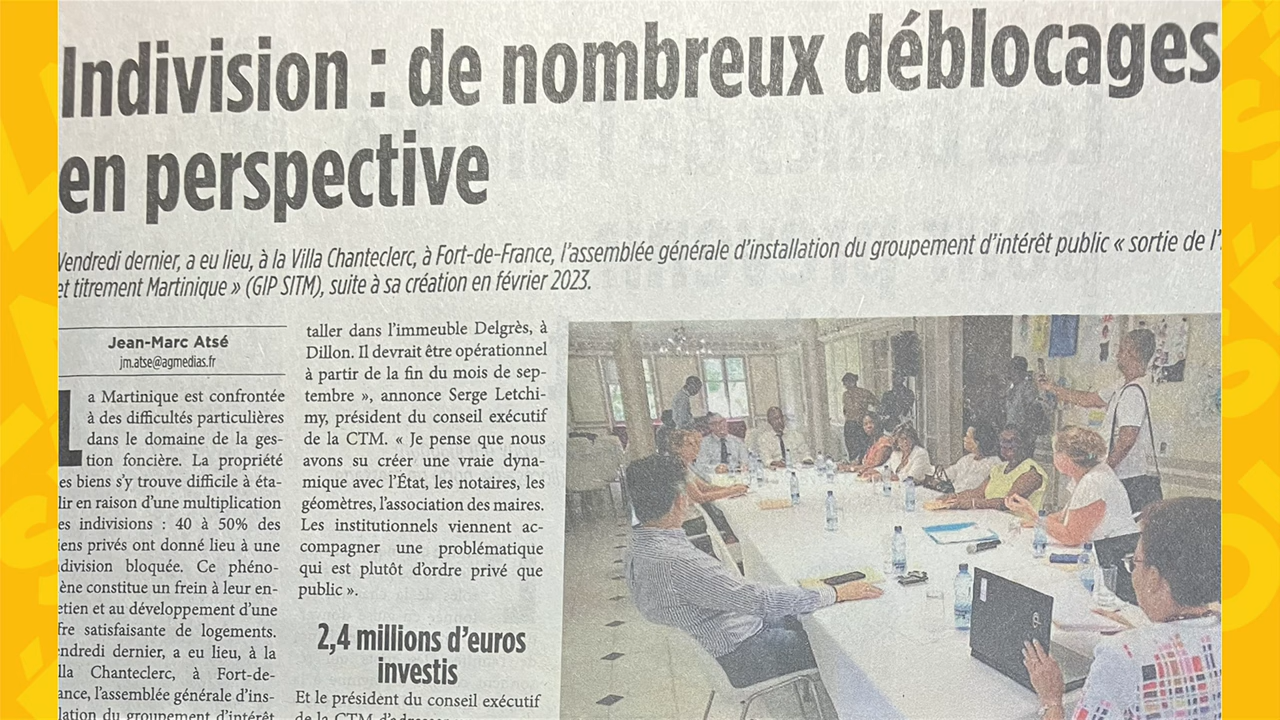 Indivision : de nombreux déblocages
en perspective
Vendredi dernier, a eu lieu, à la Villa Chanteclerc, à Fort-de-France, l'assemblée générale d'installation du groupement d'intérêt public « sortie de l'
et titrement Martinique » (GIP SITM), suite à sa création en février 2023.
Jean-Marc Atsé
jm.atse@agmedias.fr
La Martinique est confrontée
à des difficultés particulières
dans le domaine de la ges-
tion foncière. La propriété
es biens s'y trouve difficile à éta-
lir en raison d'une multiplication
es indivisions : 40 à 50% des
iens privés ont donné lieu à une
ndivision bloquée. Ce phéno-
ène constitue un frein à leur en-
etien et au développement d'une
fre satisfaisante de logements.
endredi dernier, a eu lieu, à la
lla Chanteclerc, à Fort-de-
ance, l'assemblée générale d'ins-
lation du groupement d'intérêt
taller dans l'immeuble Delgrès, à
Dillon. Il devrait être opérationnel
à partir de la fin du mois de sep-
tembre », annonce Serge Letchi-
my, président du conseil exécutif
de la CTM. « Je pense que nous
avons su créer une vraie dyna-
mique avec l'État, les notaires, les
géomètres, l'association des maires.
Les institutionnels viennent ac-
compagner une problématique
qui est plutôt d'ordre privé que
public ».
2,4 millions d'euros
investis
Et le président du conseil exécutif
de la CTM